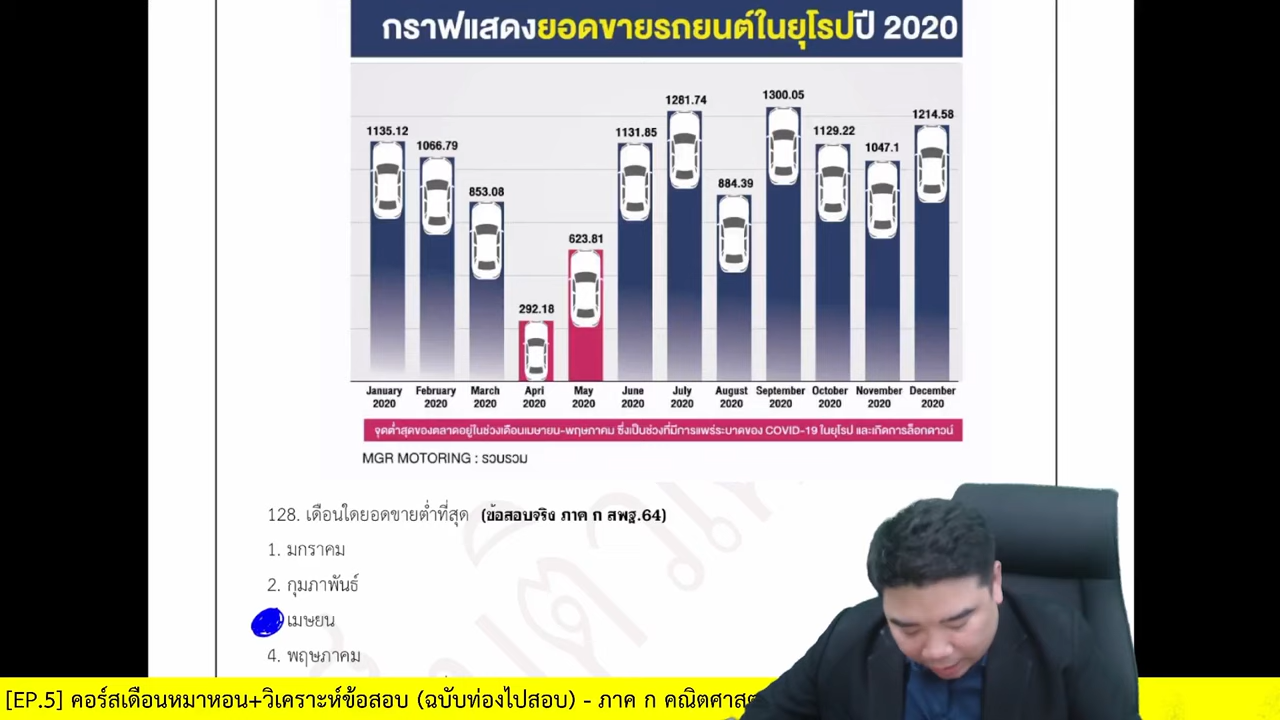 กราฟแสดงยอดขายรถยนต์ในยุโรปปี 2020
1135.12 1066.79 853.08 292.18 623.81 1131.85 1281.74 884.39 1300.05 1129.22 1047.1 1214.58
January February March Apri May June July August September October November December
2020 2020 2020 2020 2020 2020 2020 2020 2020 2020 2020 2020
จุดต่ำสุดของตลาดอยู่ในช่วงเดือนเมษายน-พฤษภาคม ซึ่งเป็นช่วงที่มีการแพร่ระบาดของ COVID-19 ในยุโรป และเกิดการล็อกดาวน์
MGR MOTORING : รวบรวม
128. เดือนใดยอดขายต่ำที่สุด (ข้อสอบจริง ภาค ก สพฐ.64)
1. มกราคม
2. กุมภาพันธ์
เมษยน
4. พฤษภาคม
[EP.5] คอร์สเดือนหมาหอน+วิเคราะห์ข้อสอบ (ฉบับท่องไปสอบ) - ภาค ก